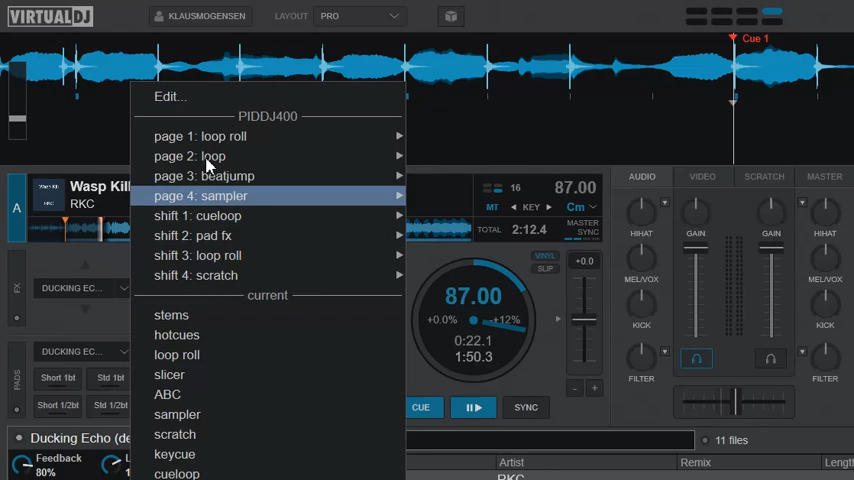 VIRTUALDJ
KLAUSMOGENSEN
LAYOUT
PRO
Cue 1
Edit...
PIDDJ400
page 1: loop roll
page 2: loop
page 3: beatjump
page 4: sampler
shift 1: cueloop
shift 2: pad fx
shift 3: loop roll
shift 4: scratch
current
stems
hotcues
loop roll
slicer
ABC
sampler
scratch
keycue
cueloop
A
Wasp Kill
RKC
16
87.00
MT
KEY
Cm
TOTAL
2:12.4
MASTER
SYNC
FX
DUCKING EC...
PADS
DUCKING EC...
Short 1bt
Std 1bt
Short 1/2bt
Std 1/2bt
87.00
+0.0%
+12%
0:22.1
1:50.3
VINYL
SLIP
+0.0
-
+
CUE
SYNC
AUDIO
VIDEO
SCRATCH
MASTER
HIHAT
GAIN
GAIN
HIHAT
MEL/VOX
MEL/VOX
KICK
KICK
FILTER
FILTER
Ducking Echo (de
Feedback
80%
L
11 files
Artist
Remix
Length
RKC